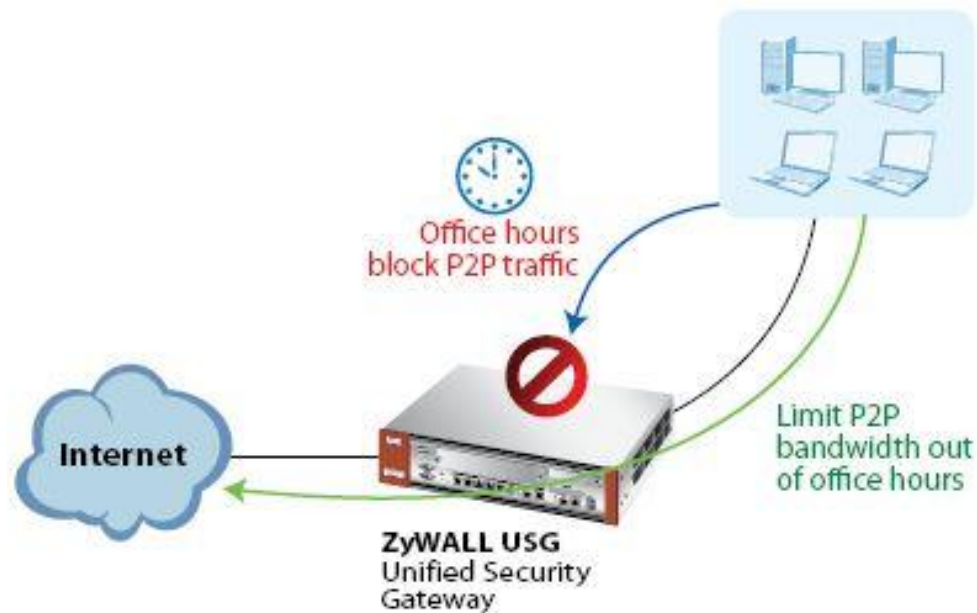 Office hours
block P2P traffic
Internet
Limit P2P
bandwidth out
of office hours
ZyWALL USG
Unified Security
Gateway